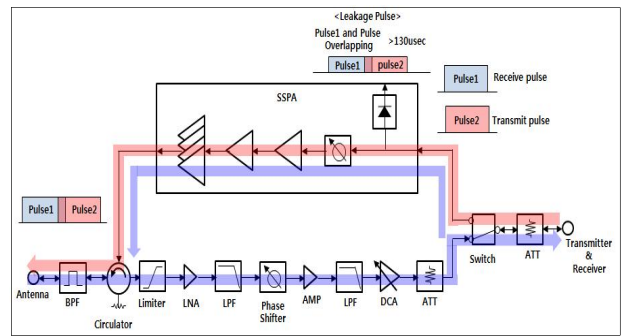 <Leakage Pulse>
Pulse1 and Pulse
Overlapping
>130usec
Pulse1
pulse2
Pulse1
Receive pulse
SSPA
Pulse2
Transmit pulse
Pulse1
Pulse2
Switch
ATT
Transmitter
&
Receiver
Antenna
BPF
Circulator
Limiter
LNA
LPF
Phase
Shifter
AMP
LPF
DCA
ATT